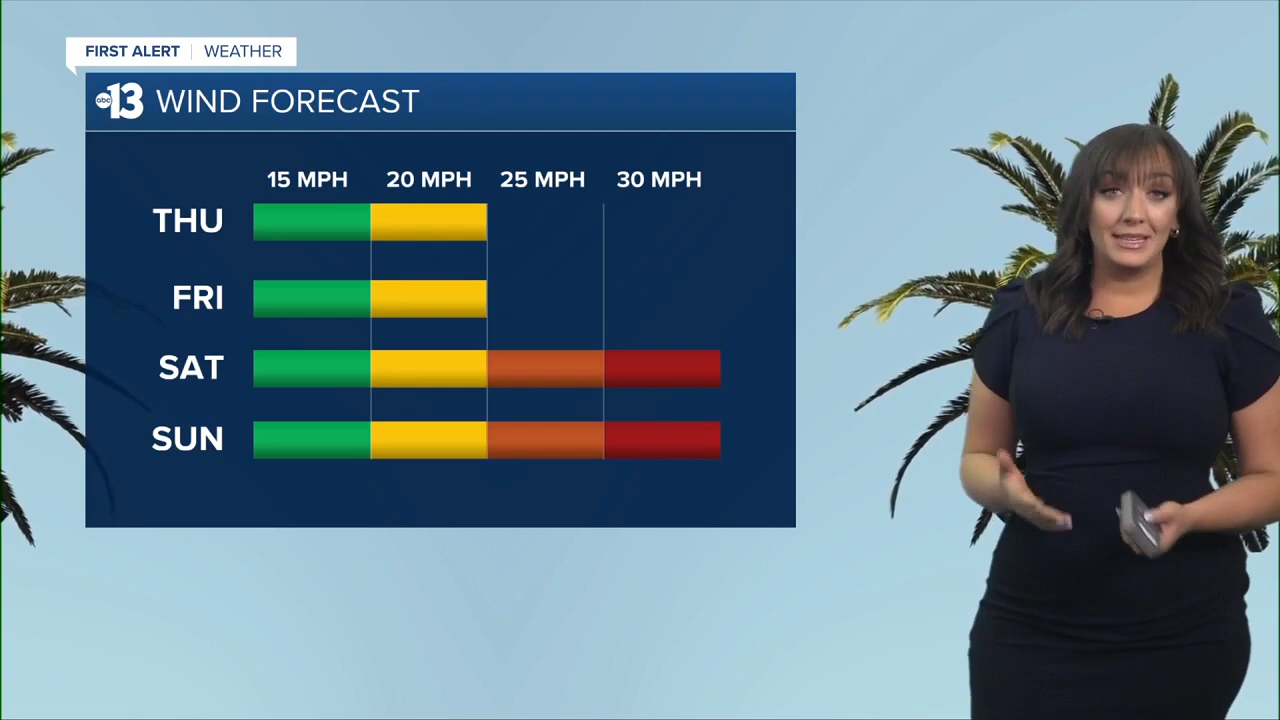 FIRST ALERT | WEATHER
abc 13 WIND FORECAST
15 MPH 20 MPH 25 MPH 30 MPH
THU
FRI
SAT
SUN